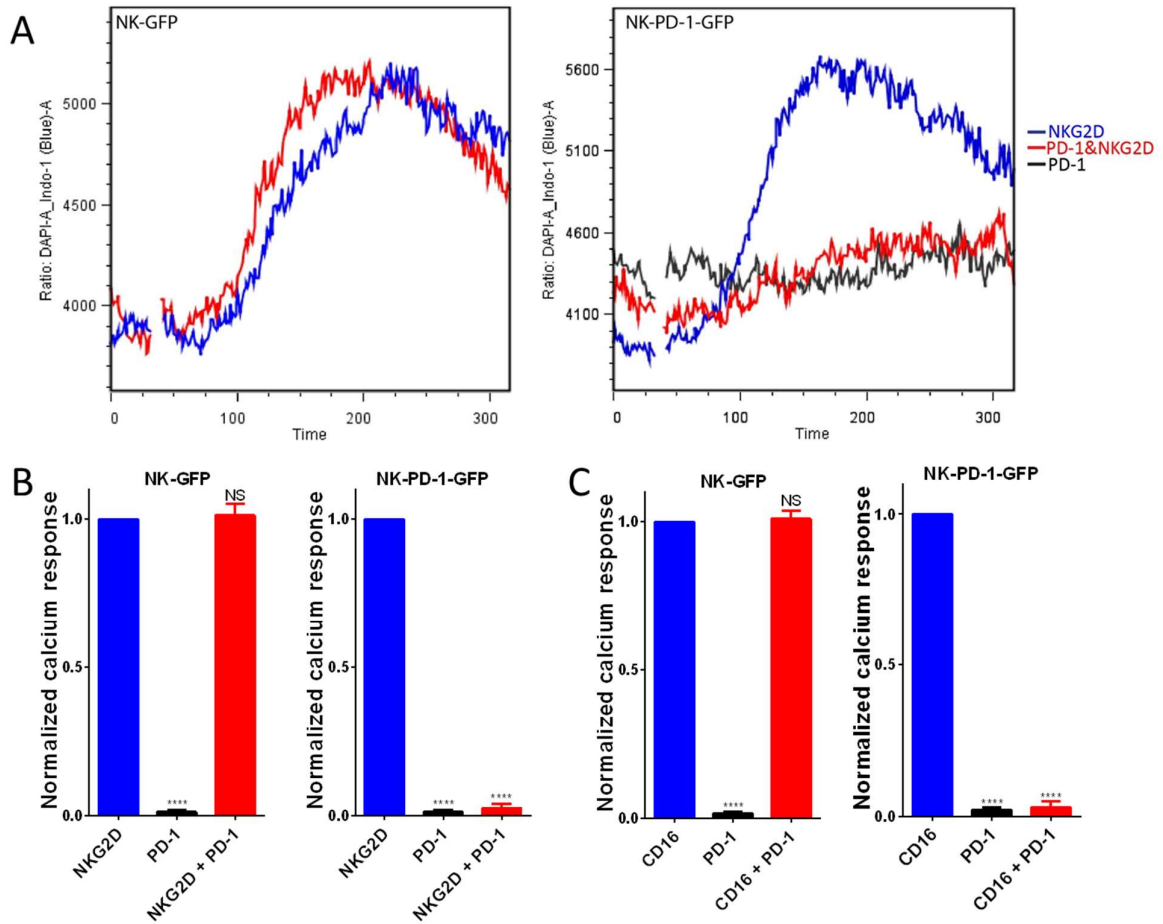 A
NK-GFP
Ratio: DAPI-A_Indo-1 (Blue)-A
5000
4500
4000
0
100
200
300
Time
NK-PD-1-GFP
Ratio: DAPI-A_Indo-1 (Blue)-A
5600
5100
4600
4100
0
100
200
300
Time
NKG2D
PD-1&NKG2D
PD-1
B
NK-GFP
Normalized calcium response
1.0
0.5
0.0
****
NS
NKG2D
PD-1
NKG2D + PD-1
NK-PD-1-GFP
Normalized calcium response
1.0
0.5
0.0
****
****
NKG2D
PD-1
NKG2D + PD-1
C
NK-GFP
Normalized calcium response
1.0
0.5
0.0
****
NS
CD16
PD-1
CD16 + PD-1
NK-PD-1-GFP
Normalized calcium response
1.0
0.5
0.0
****
****
CD16
PD-1
CD16 + PD-1